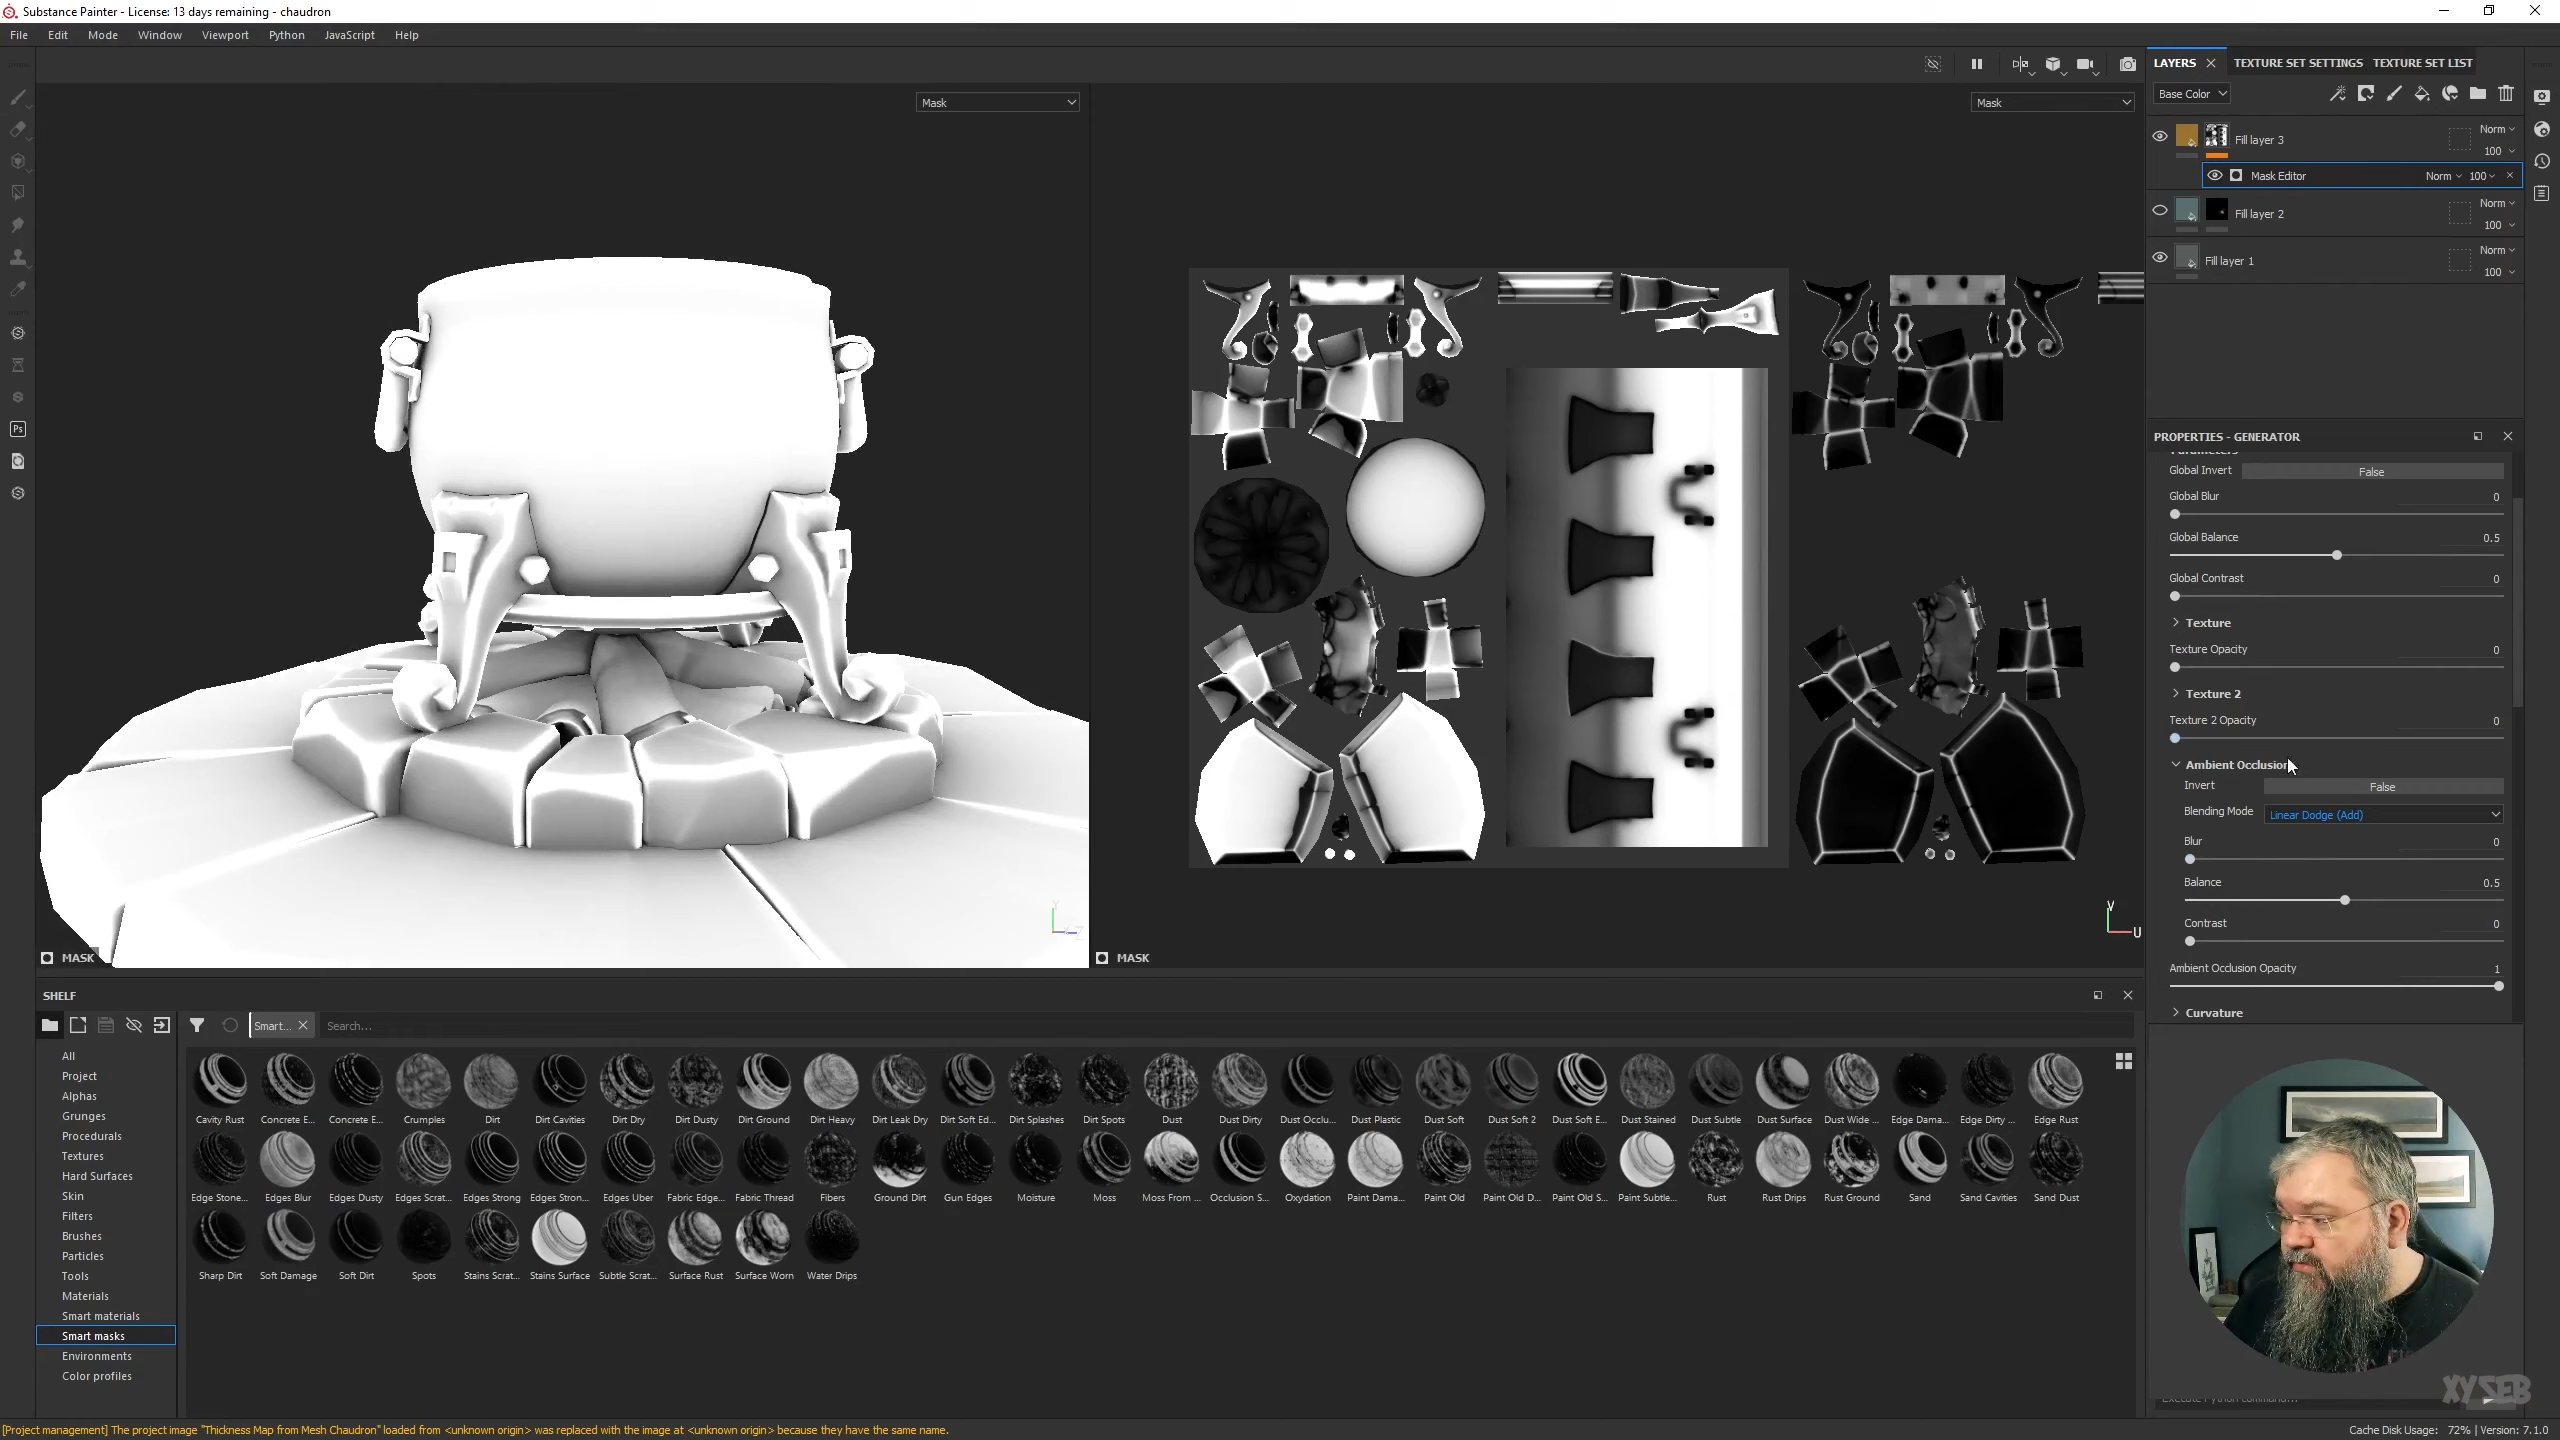 Substance Painter - License: 13 days remaining - chaudron
File Edit Mode Window Viewport Python JavaScript Help
Mask
Mask
LAYERS TEXTURE SET SETTINGS TEXTURE SET LIST
Base Color
Fill layer 3 Norm
100
Mask Editor Norm 100
Fill layer 2 Norm
100
Fill layer 1 Norm
100
PROPERTIES - GENERATOR
Parameters
Global Invert False
Global Blur 0
Global Balance 0.5
Global Contrast 0
Texture
Texture Opacity 0
Texture 2
Texture 2 Opacity 0
Ambient Occlusion
Invert False
Blending Mode Linear Dodge (Add)
Blur 0
Balance 0.5
Contrast 0
Ambient Occlusion Opacity 1
Curvature
Y
V
U
MASK
MASK
SHELF
Smart...
Search...
All
Project
Alphas
Grunges
Procedurals
Textures
Hard Surfaces
Skin
Filters
Brushes
Particles
Tools
Materials
Smart materials
Smart masks
Environments
Color profiles
Cavity Rust Concrete E... Concrete E... Crumples Dirt Dirt Cavities Dirt Dry Dirt Dusty Dirt Ground Dirt Heavy Dirt Leak Dry Dirt Soft Ed... Dirt Splashes Dirt Spots Dust Dust Dirty Dust Occlu... Dust Plastic Dust Soft Dust Soft 2 Dust Soft E... Dust Stained Dust Subtle Dust Surface Dust Wide ... Edge Dama... Edge Dirty ... Edge Rust
Edge Stone... Edges Blur Edges Dusty Edges Scrat... Edges Strong Edges Stron... Edges Uber Fabric Edge... Fabric Thread Fibers Ground Dirt Gun Edges Moisture Moss Moss From ... Occlusion S... Oxydation Paint Dama... Paint Old Paint Old D... Paint Old S... Paint Subtle... Rust Rust Drips Rust Ground Sand Sand Cavities Sand Dust
Sharp Dirt Soft Damage Soft Dirt Spots Stains Scrat... Stains Surface Subtle Scrat... Surface Rust Surface Worn Water Drips
Ps
XYSEB
[Project management] The project image "Thickness Map from Mesh Chaudron" loaded from <unknown origin> was replaced with the image at <unknown origin> because they have the same name.
Cache Disk Usage: 72% | Version: 7.1.0